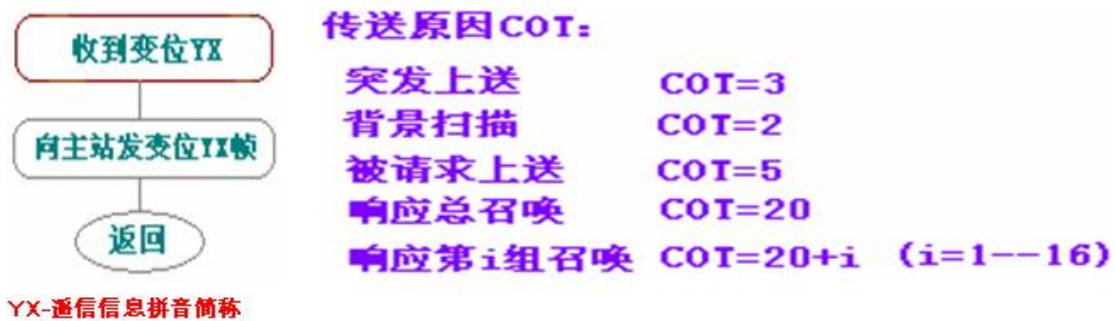 收到变位YX
向主站发变位YX帧
返回
YX-遥信信息拼音简称
传送原因COT:
突发上送 COT=3
背景扫描 COT=2
被请求上送 COT=5
响应总召唤 COT=20
响应第i组召唤 COT=20+i (i=1--16)